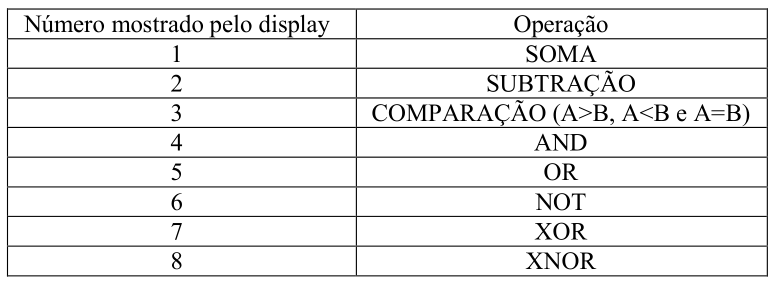 Número mostrado pelo display Operação
1 SOMA
2 SUBTRAÇÃO
3 COMPARAÇÃO (A>B, A<B e A=B)
4 AND
5 OR
6 NOT
7 XOR
8 XNOR